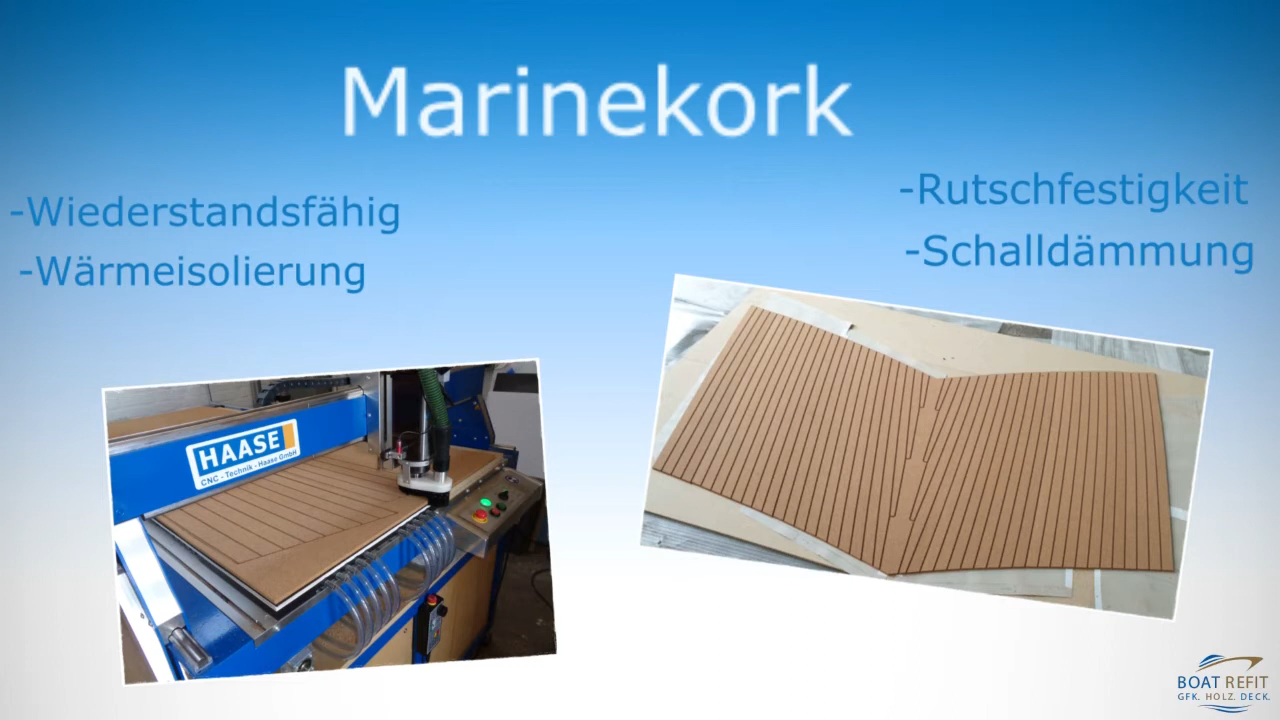 Marinekork
-Wiederstandsfähig
-Wärmeisolierung
-Rutschfestigkeit
-Schalldämmung
HAASE
CNC - Technik - Haase GmbH
BOAT REFIT
GFK. HOLZ. DECK.